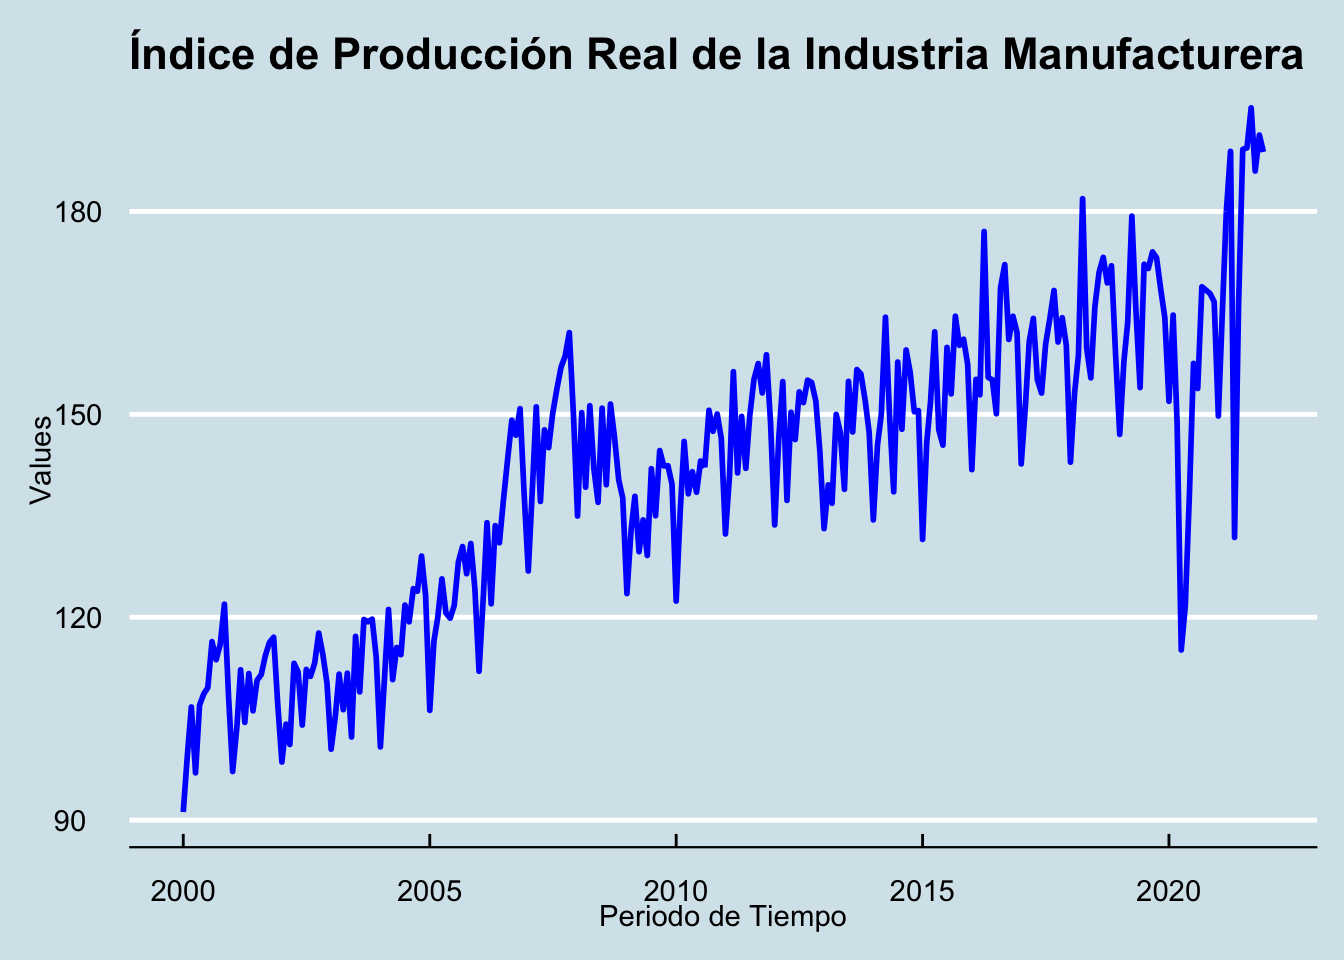 Índice de Producción Real de la Industria Manufacturera
180
150
120
90
Values
2000 2005 2010 2015 2020
Periodo de Tiempo